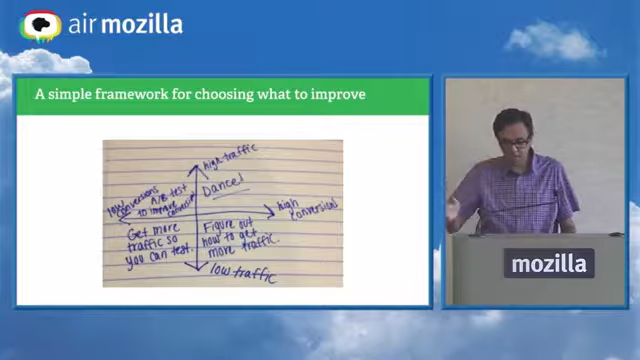 air mozilla
A simple framework for choosing what to improve
high traffic
low
conversions
A/B test
to improve
conversion
Dance!
high
conversions
Get more
traffic so
you can test.
Figure out
how to get
more traffic.
low traffic
mozilla